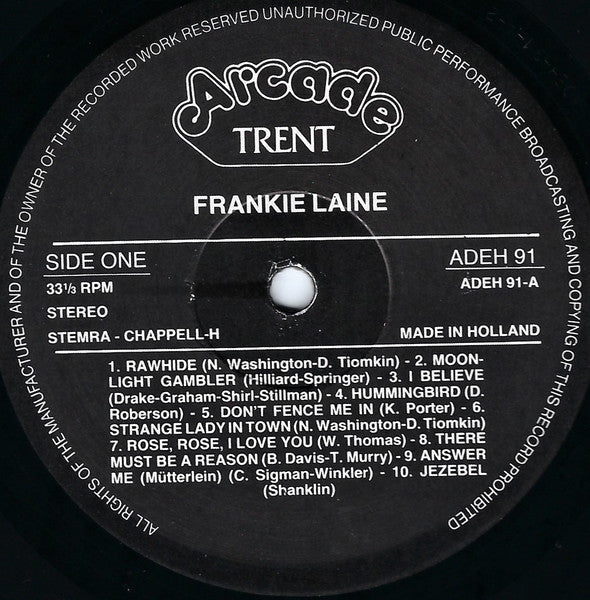 ALL RIGHTS OF THE MANUFACTURER AND OF THE OWNER OF THE RECORDED WORK RESERVED UNAUTHORIZED PUBLIC PERFORMANCE BROADCASTING AND COPYING OF THIS RECORD PROHIBITED
Arcade
TRENT
FRANKIE LAINE
SIDE ONE
ADEH 91
33⅓ RPM
ADEH 91-A
STEREO
STEMRA - CHAPPELL-H
MADE IN HOLLAND
1. RAWHIDE (N. Washington-D. Tiomkin) - 2. MOON-
LIGHT GAMBLER (Hilliard-Springer) - 3. I BELIEVE
(Drake-Graham-Shirl-Stillman) - 4. HUMMINGBIRD (D.
Roberson) - 5. DON'T FENCE ME IN (K. Porter) - 6.
STRANGE LADY IN TOWN (N. Washington-D. Tiomkin)
7. ROSE, ROSE, I LOVE YOU (W. Thomas) - 8. THERE
MUST BE A REASON (B. Davis-T. Murry) - 9. ANSWER
ME (Mütterlein) (C. Sigman-Winkler) - 10. JEZEBEL
(Shanklin)